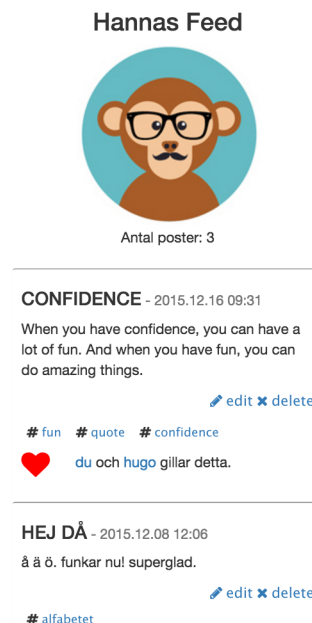 Hannas Feed
Antal poster: 3
CONFIDENCE - 2015.12.16 09:31
When you have confidence, you can have a
lot of fun. And when you have fun, you can
do amazing things.
edit delete
# fun # quote # confidence
du och hugo gillar detta.
HEJ DÅ - 2015.12.08 12:06
å ä ö. funkar nu! superglad.
edit delete
# alfabetet